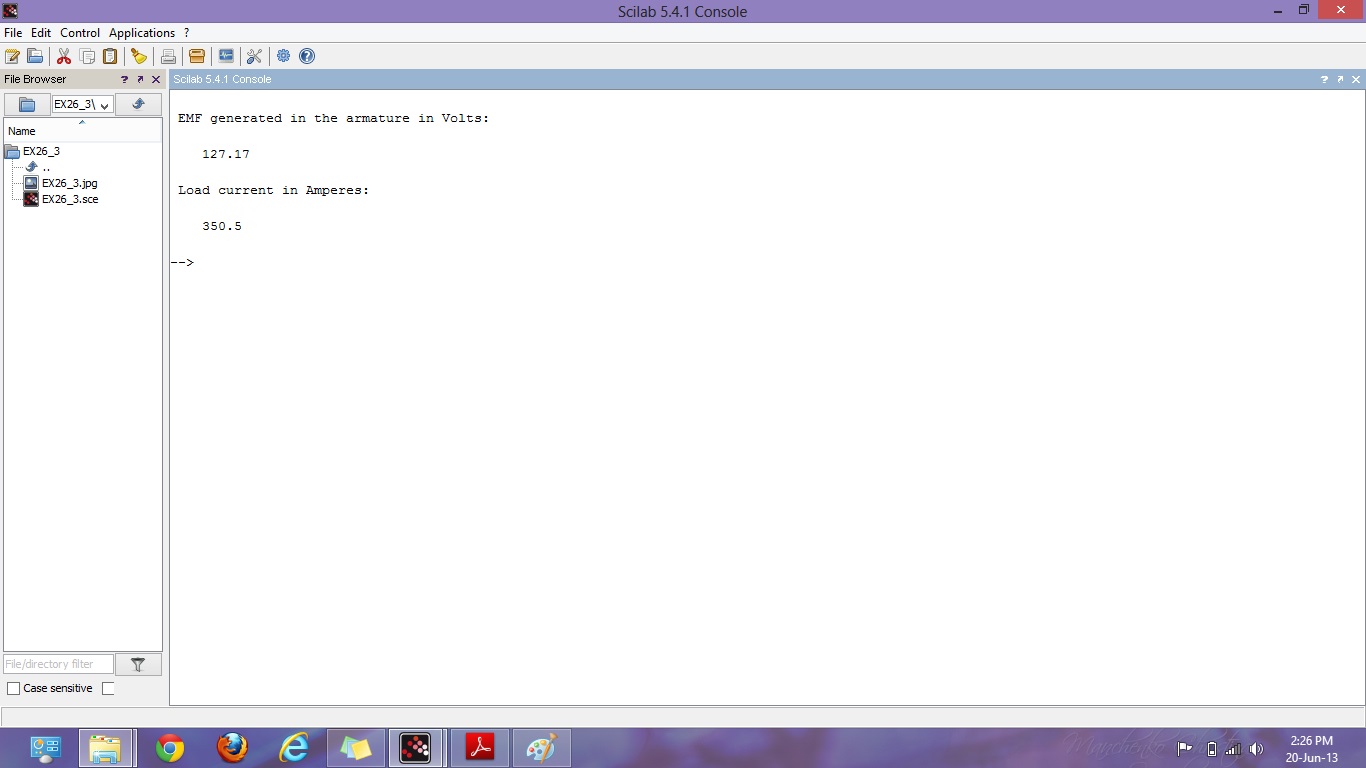 Scilab 5.4.1 Console
File Edit Control Applications ?
File Browser
Scilab 5.4.1 Console
EX26_3\
Name
EX26_3
..
EX26_3.jpg
EX26_3.sce
EMF generated in the armature in Volts:
127.17
Load current in Amperes:
350.5
-->
File/directory filter
Case sensitive
2:26 PM
20-Jun-13